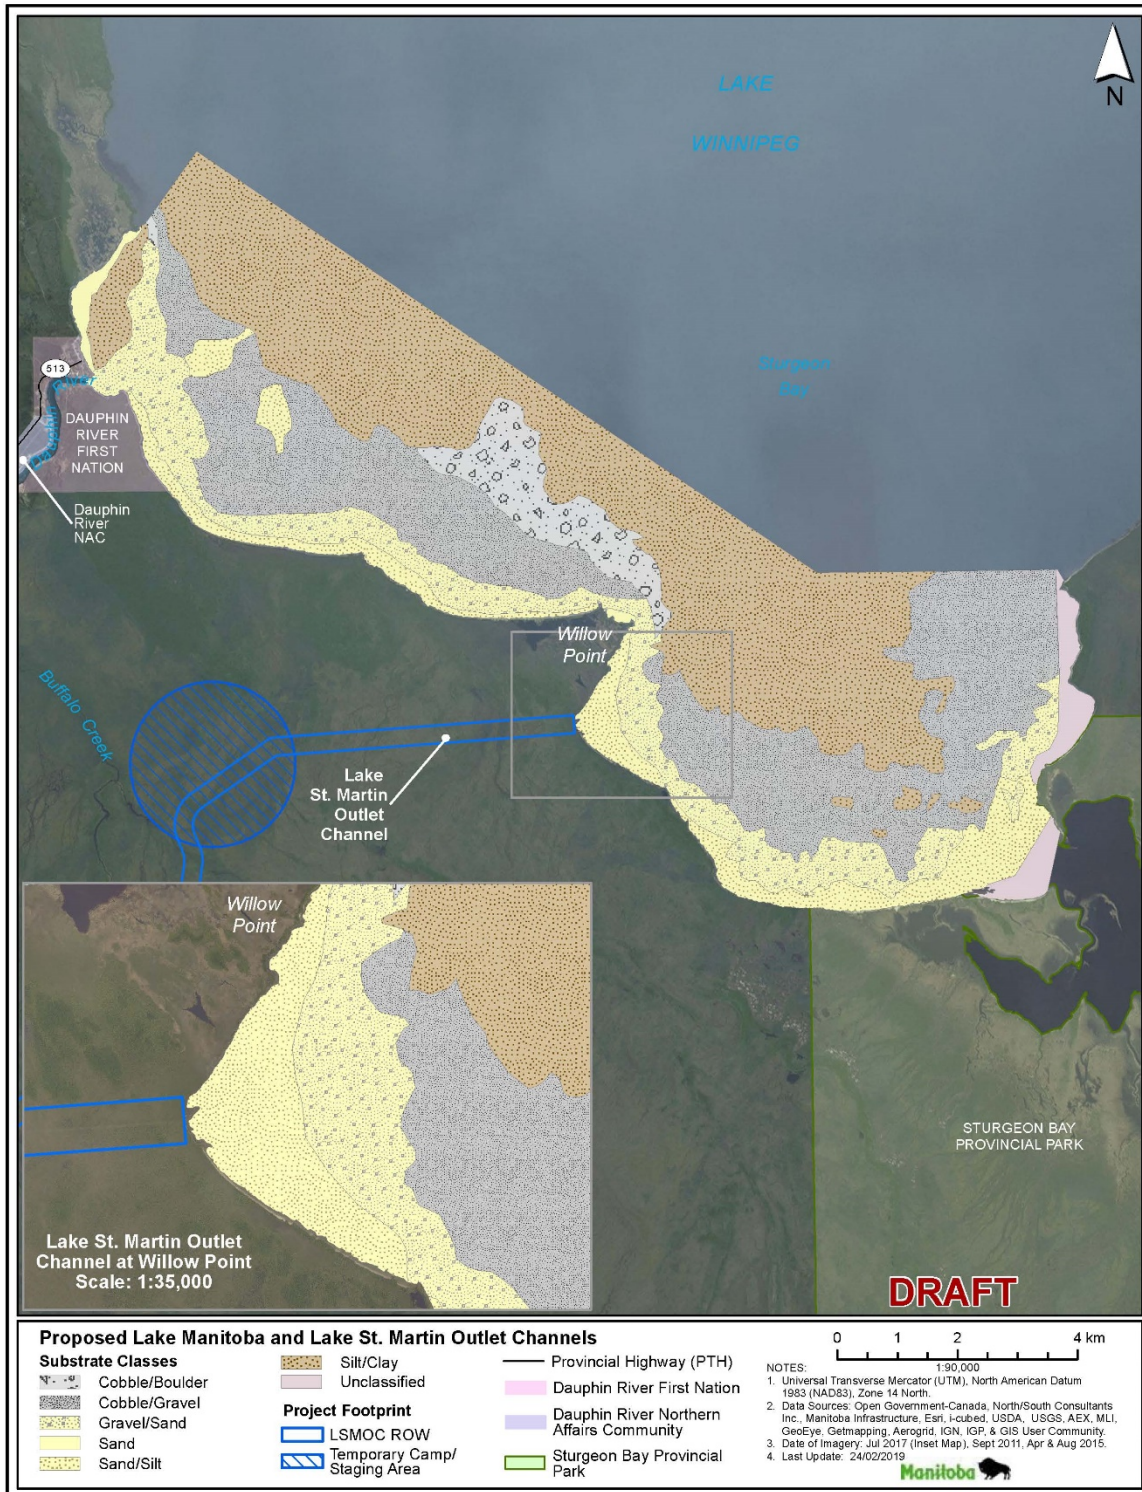 N
LAKE
WINNIPEG
Sturgeon
Bay
513
Dauphin River
DAUPHIN
RIVER
FIRST
NATION
Dauphin
River
NAC
Willow
Point
Buffalo Creek
Lake
St. Martin
Outlet
Channel
Willow
Point
STURGEON BAY
PROVINCIAL PARK
Lake St. Martin Outlet
Channel at Willow Point
Scale: 1:35,000
DRAFT
Proposed Lake Manitoba and Lake St. Martin Outlet Channels
Substrate Classes
Cobble/Boulder
Cobble/Gravel
Gravel/Sand
Sand
Sand/Silt
Silt/Clay
Unclassified
Project Footprint
LSMOC ROW
Temporary Camp/
Staging Area
Provincial Highway (PTH)
Dauphin River First Nation
Dauphin River Northern
Affairs Community
Sturgeon Bay Provincial
Park
0 1 2 4 km
1:90,000
NOTES:
1. Universal Transverse Mercator (UTM), North American Datum
1983 (NAD83), Zone 14 North.
2. Data Sources: Open Government-Canada, North/South Consultants
Inc., Manitoba Infrastructure, Esri, i-cubed, USDA, USGS, AEX, MLI,
GeoEye, Getmapping, Aerogrid, IGN, IGP, & GIS User Community.
3. Date of Imagery: Jul 2017 (Inset Map), Sept 2011, Apr & Aug 2015.
4. Last Update: 24/02/2019
Manitoba